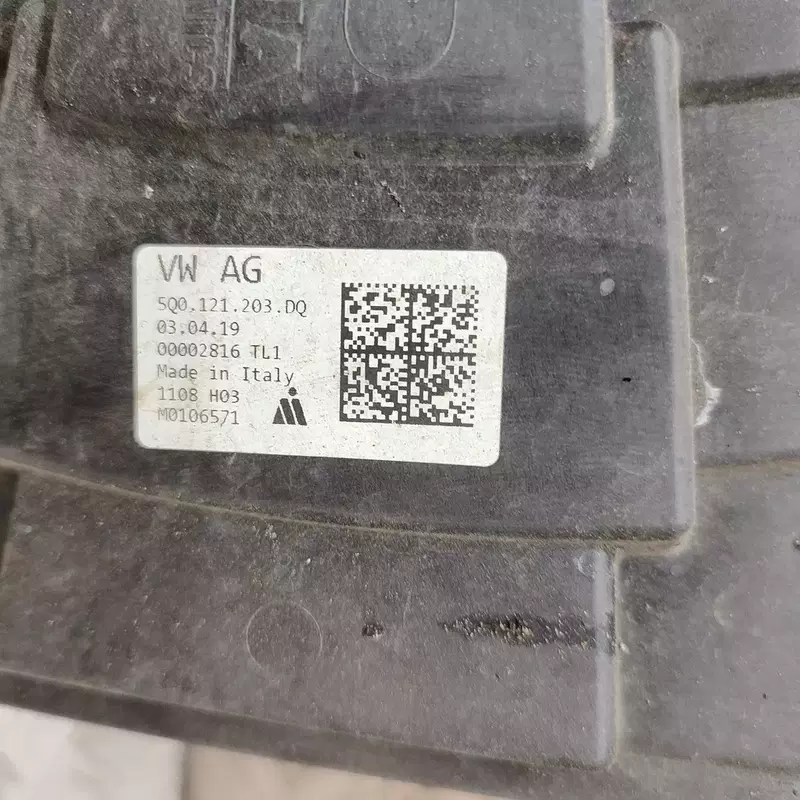 VW AG
5Q0.121.203.DQ
03.04.19
00002816 TL1
Made in Italy
1108 H03
M0106571